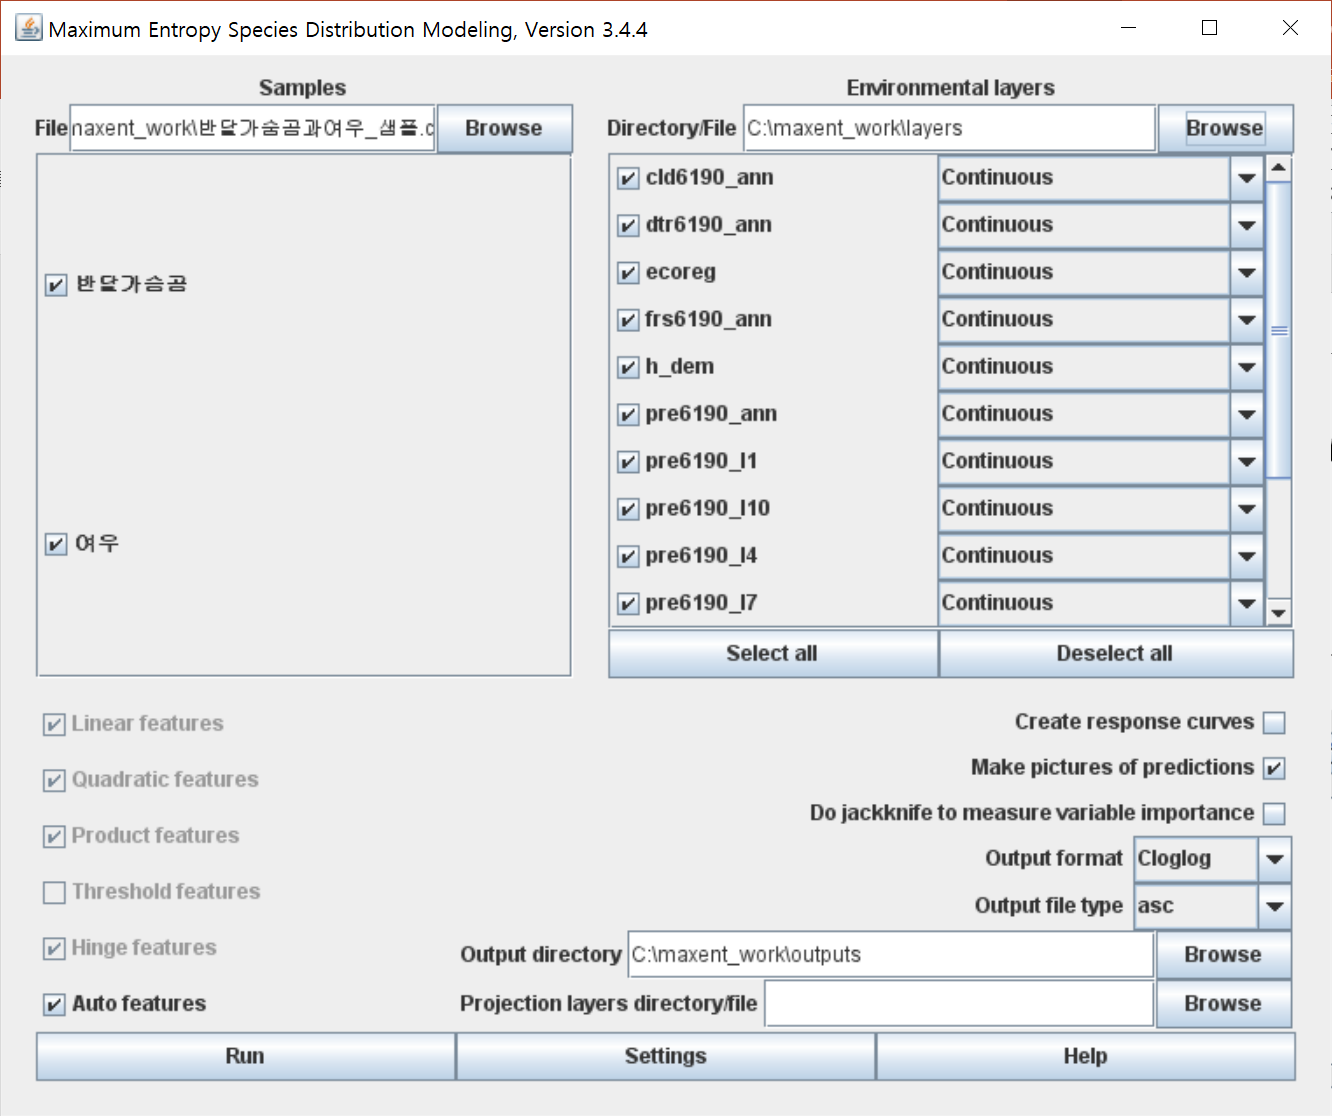 Maximum Entropy Species Distribution Modeling, Version 3.4.4
Samples
File naxent_work\반달가슴곰과여우_샘플.c Browse
반달가슴곰
여우
Environmental layers
Directory/File C:\maxent_work\layers Browse
cld6190_ann Continuous
dtr6190_ann Continuous
ecoreg Continuous
frs6190_ann Continuous
h_dem Continuous
pre6190_ann Continuous
pre6190_l1 Continuous
pre6190_l10 Continuous
pre6190_l4 Continuous
pre6190_l7 Continuous
Select all Deselect all
Linear features
Quadratic features
Product features
Threshold features
Hinge features
Auto features
Create response curves
Make pictures of predictions
Do jackknife to measure variable importance
Output format Cloglog
Output file type asc
Output directory C:\maxent_work\outputs Browse
Projection layers directory/file Browse
Run Settings Help